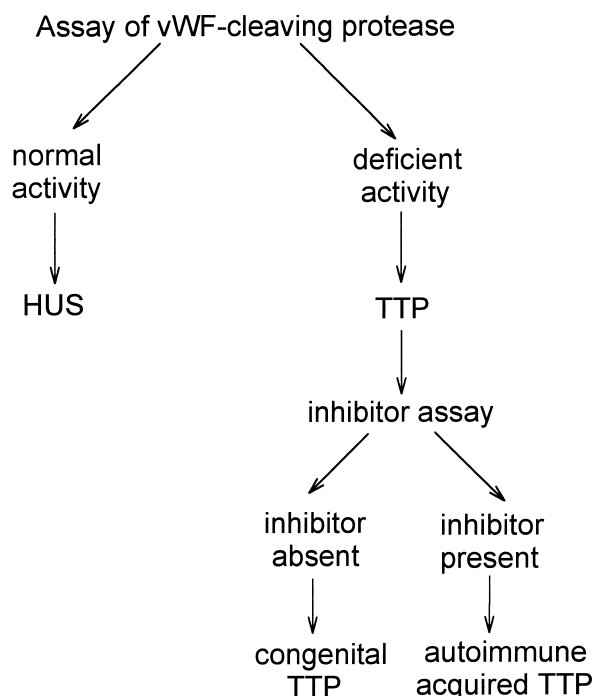 Assay of vWF-cleaving protease
normal
activity
deficient
activity
HUS
TTP
inhibitor assay
inhibitor
absent
inhibitor
present
congenital
TTP
autoimmune
acquired TTP